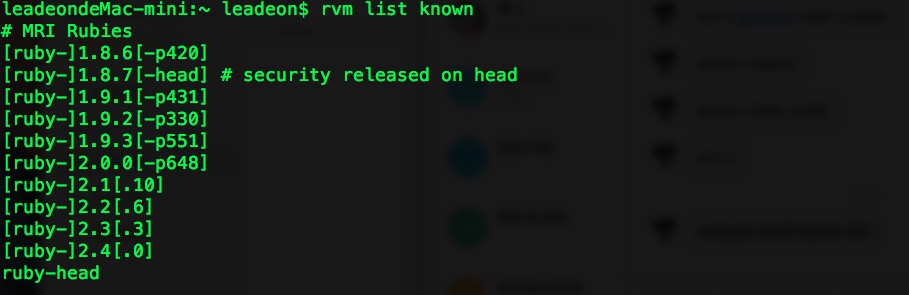 leadeondeMac-mini:~ leadeon$ rvm list known
# MRI Rubies
[ruby-]1.8.6[-p420]
[ruby-]1.8.7[-head] # security released on head
[ruby-]1.9.1[-p431]
[ruby-]1.9.2[-p330]
[ruby-]1.9.3[-p551]
[ruby-]2.0.0[-p648]
[ruby-]2.1[.10]
[ruby-]2.2[.6]
[ruby-]2.3[.3]
[ruby-]2.4[.0]
ruby-head